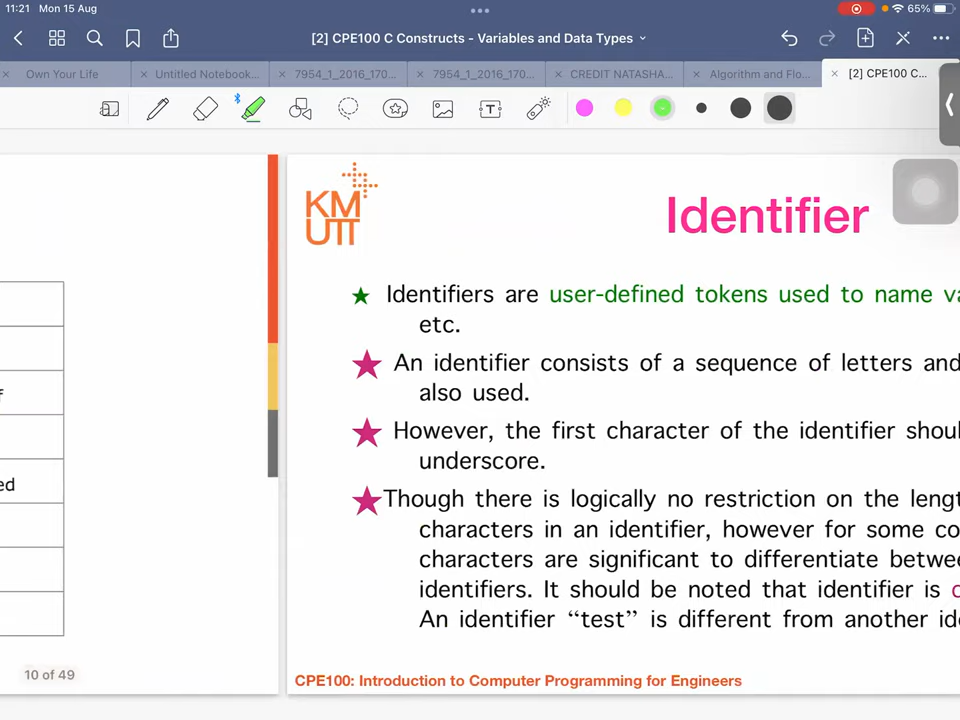 11:21 Mon 15 Aug
65%
[2] CPE100 C Constructs - Variables and Data Types
Own Your Life
Untitled Notebook...
7954_1_2016_170...
7954_1_2016_170...
CREDIT NATASHA...
Algorithm and Flo...
[2] CPE100 C...
KM
UTT
Identifier
Identifiers are user-defined tokens used to name va
etc.
An identifier consists of a sequence of letters and
also used.
However, the first character of the identifier shoul
underscore.
Though there is logically no restriction on the lengt
characters in an identifier, however for some co
characters are significant to differentiate betwee
identifiers. It should be noted that identifier is c
An identifier “test” is different from another ide
f
ed
10 of 49
CPE100: Introduction to Computer Programming for Engineers